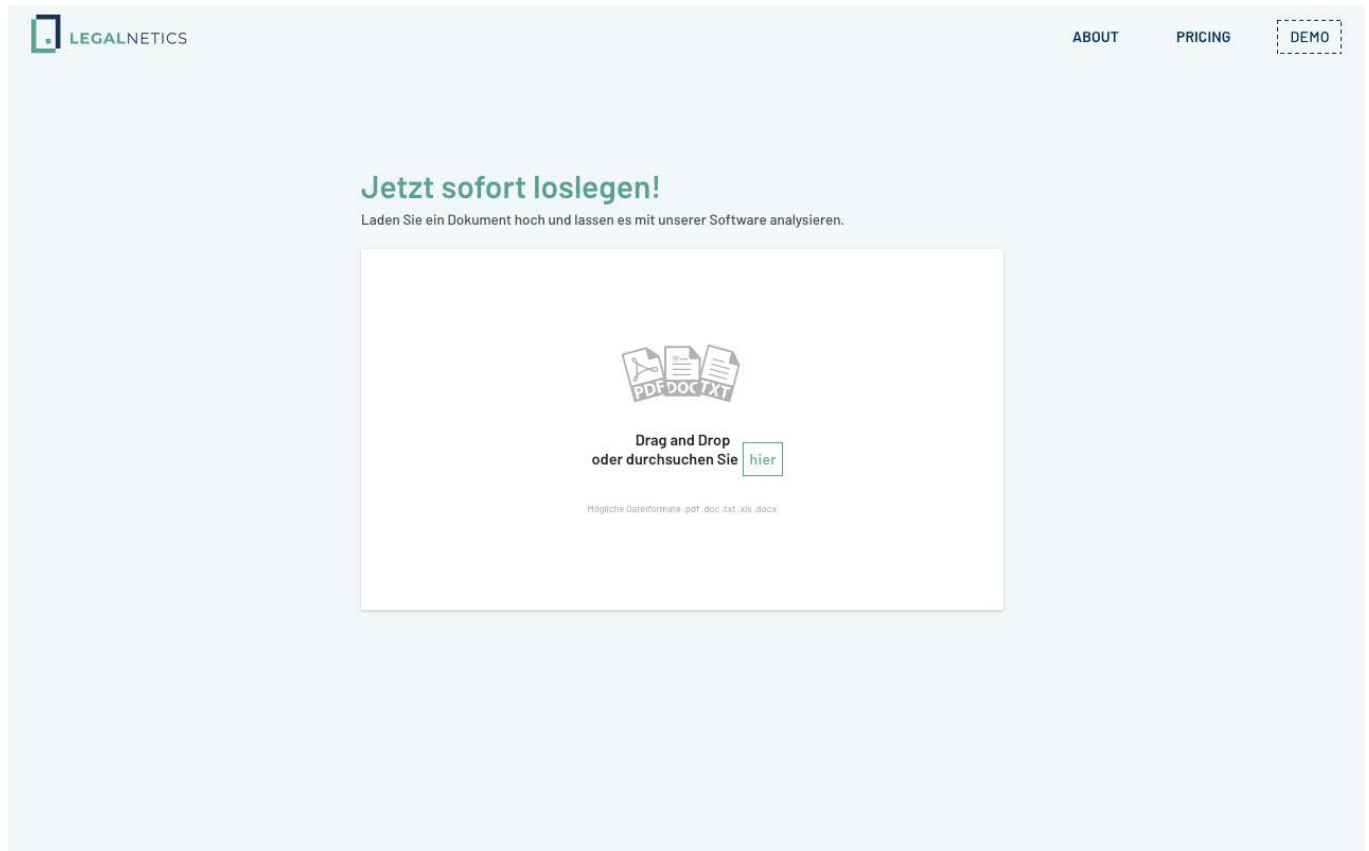 LEGALNETICS
ABOUT
PRICING
DEMO
Jetzt sofort loslegen!
Laden Sie ein Dokument hoch und lassen es mit unserer Software analysieren.
W
PDF DOC TXT
Drag and Drop
oder durchsuchen Sie hier
Mögliche Dateiformate .pdf .doc .txt .xls .docx